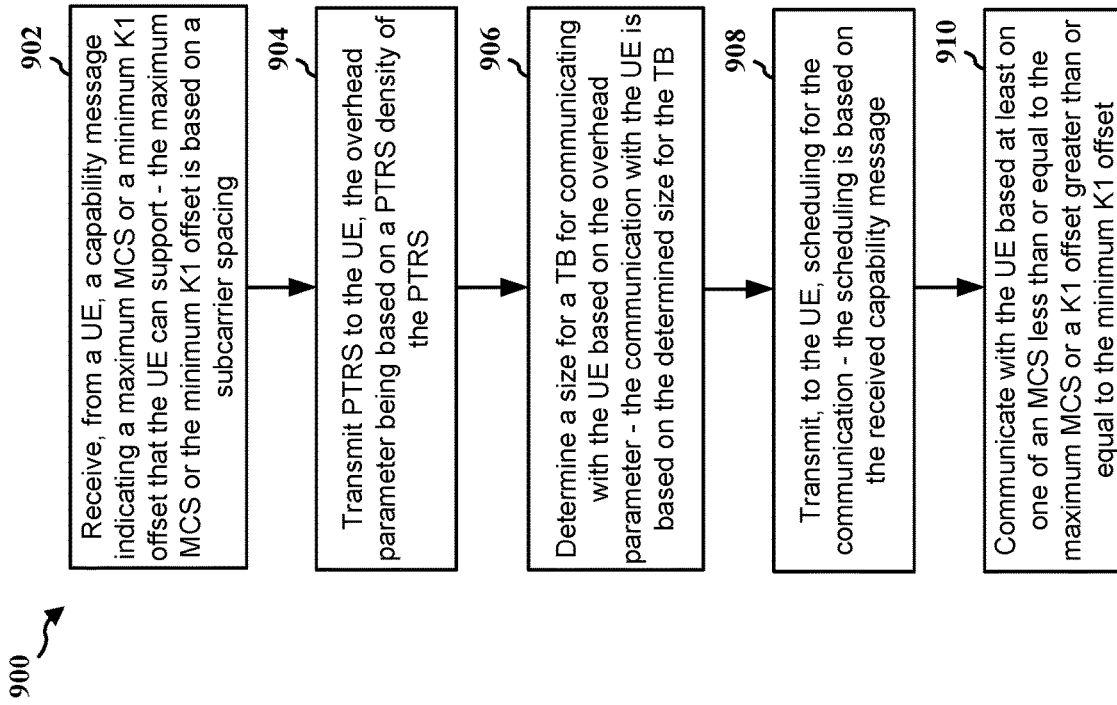 900
902
Receive, from a UE, a capability message
indicating a maximum MCS or a minimum K1
offset that the UE can support - the maximum
MCS or the minimum K1 offset is based on a
subcarrier spacing
904
Transmit PTRS to the UE, the overhead
parameter being based on a PTRS density of
the PTRS
906
Determine a size for a TB for communicating
with the UE based on the overhead
parameter - the communication with the UE is
based on the determined size for the TB
908
Transmit, to the UE, scheduling for the
communication - the scheduling is based on
the received capability message
910
Communicate with the UE based at least on
one of an MCS less than or equal to the
maximum MCS or a K1 offset greater than or
equal to the minimum K1 offset